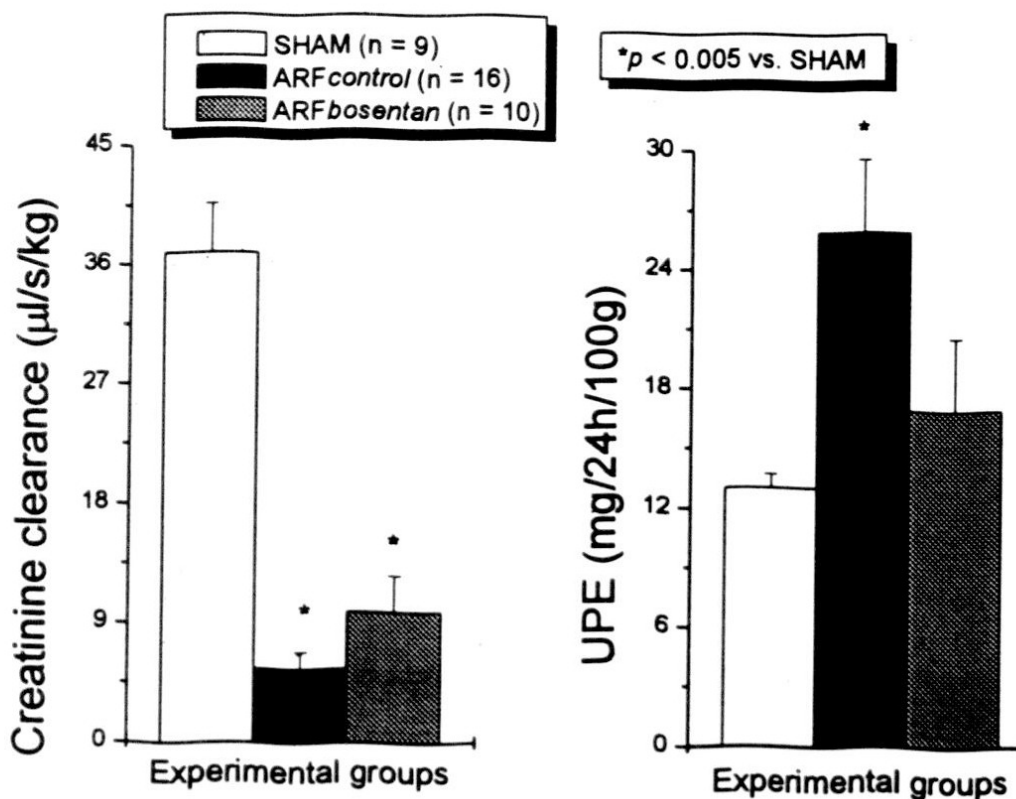 SHAM (n = 9)
ARFcontrol (n = 16)
ARFbosentan (n = 10)
*p < 0.005 vs. SHAM
Creatinine clearance (μl/s/kg)
45
36
27
18
9
0
*
*
Experimental groups
UPE (mg/24h/100g)
30
24
18
12
6
0
*
Experimental groups